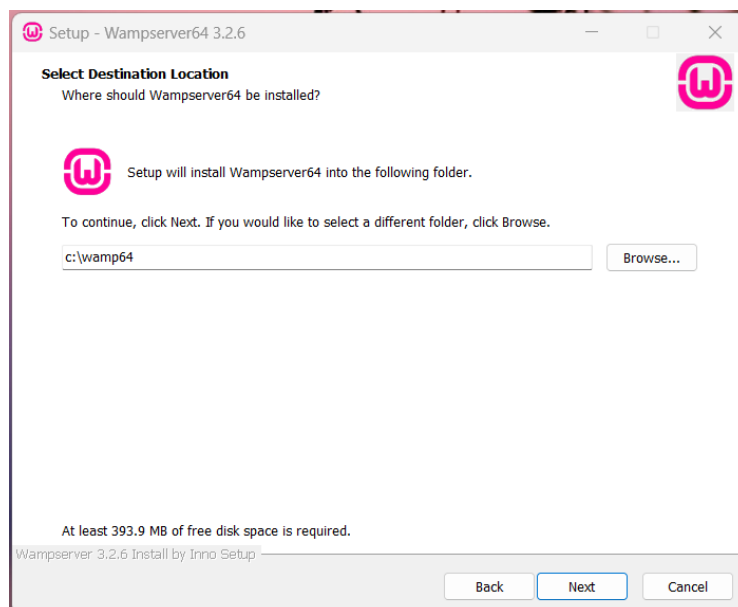 Setup - Wampserver64 3.2.6
Select Destination Location
Where should Wampserver64 be installed?
Setup will install Wampserver64 into the following folder.
To continue, click Next. If you would like to select a different folder, click Browse.
c:\wamp64
Browse...
At least 393.9 MB of free disk space is required.
Wampserver 3.2.6 Install by Inno Setup
Back
Next
Cancel